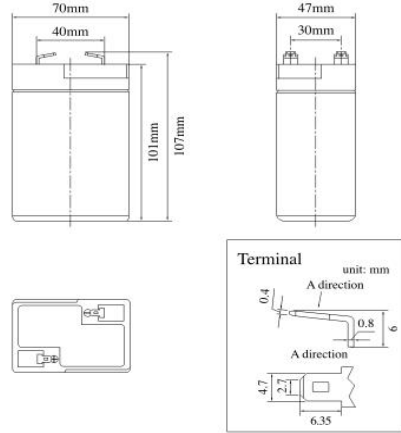 70mm
40mm
101mm
107mm
47mm
30mm
Terminal
unit: mm
A direction
0.4
0.8
6
A direction
4.7
2.7
6.35